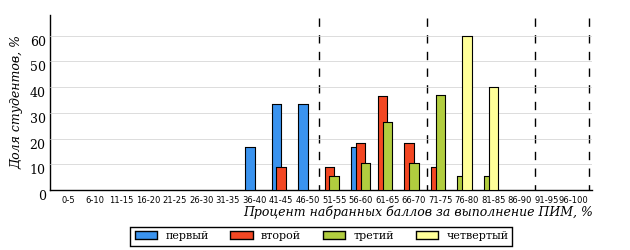 Доля студентов, %
60
50
40
30
20
10
0
0-5 6-10 11-15 16-20 21-25 26-30 31-35 36-40 41-45 46-50 51-55 56-60 61-65 66-70 71-75 76-80 81-85 86-90 91-95 96-100
Процент набранных баллов за выполнение ПИМ, %
первый второй третий четвертый